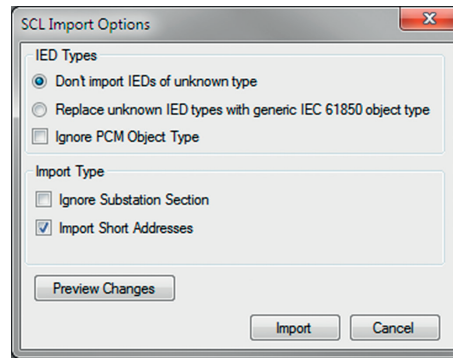 SCL Import Options
IED Types
Don't import IEDs of unknown type
Replace unknown IED types with generic IEC 61850 object type
Ignore PCM Object Type
Import Type
Ignore Substation Section
Import Short Addresses
Preview Changes
Import Cancel